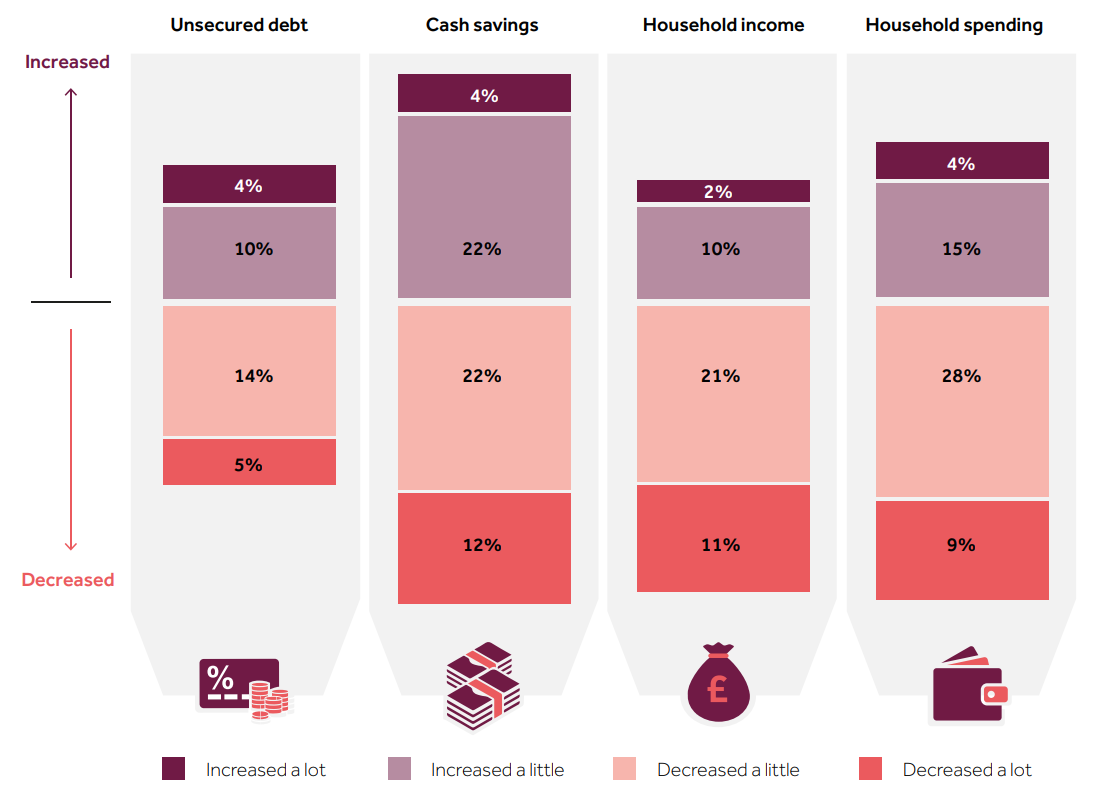 Unsecured debt
Cash savings
Household income
Household spending
Increased
4%
10%
14%
5%
4%
22%
22%
12%
2%
10%
21%
11%
4%
15%
28%
9%
Decreased
%
£
Increased a lot
Increased a little
Decreased a little
Decreased a lot